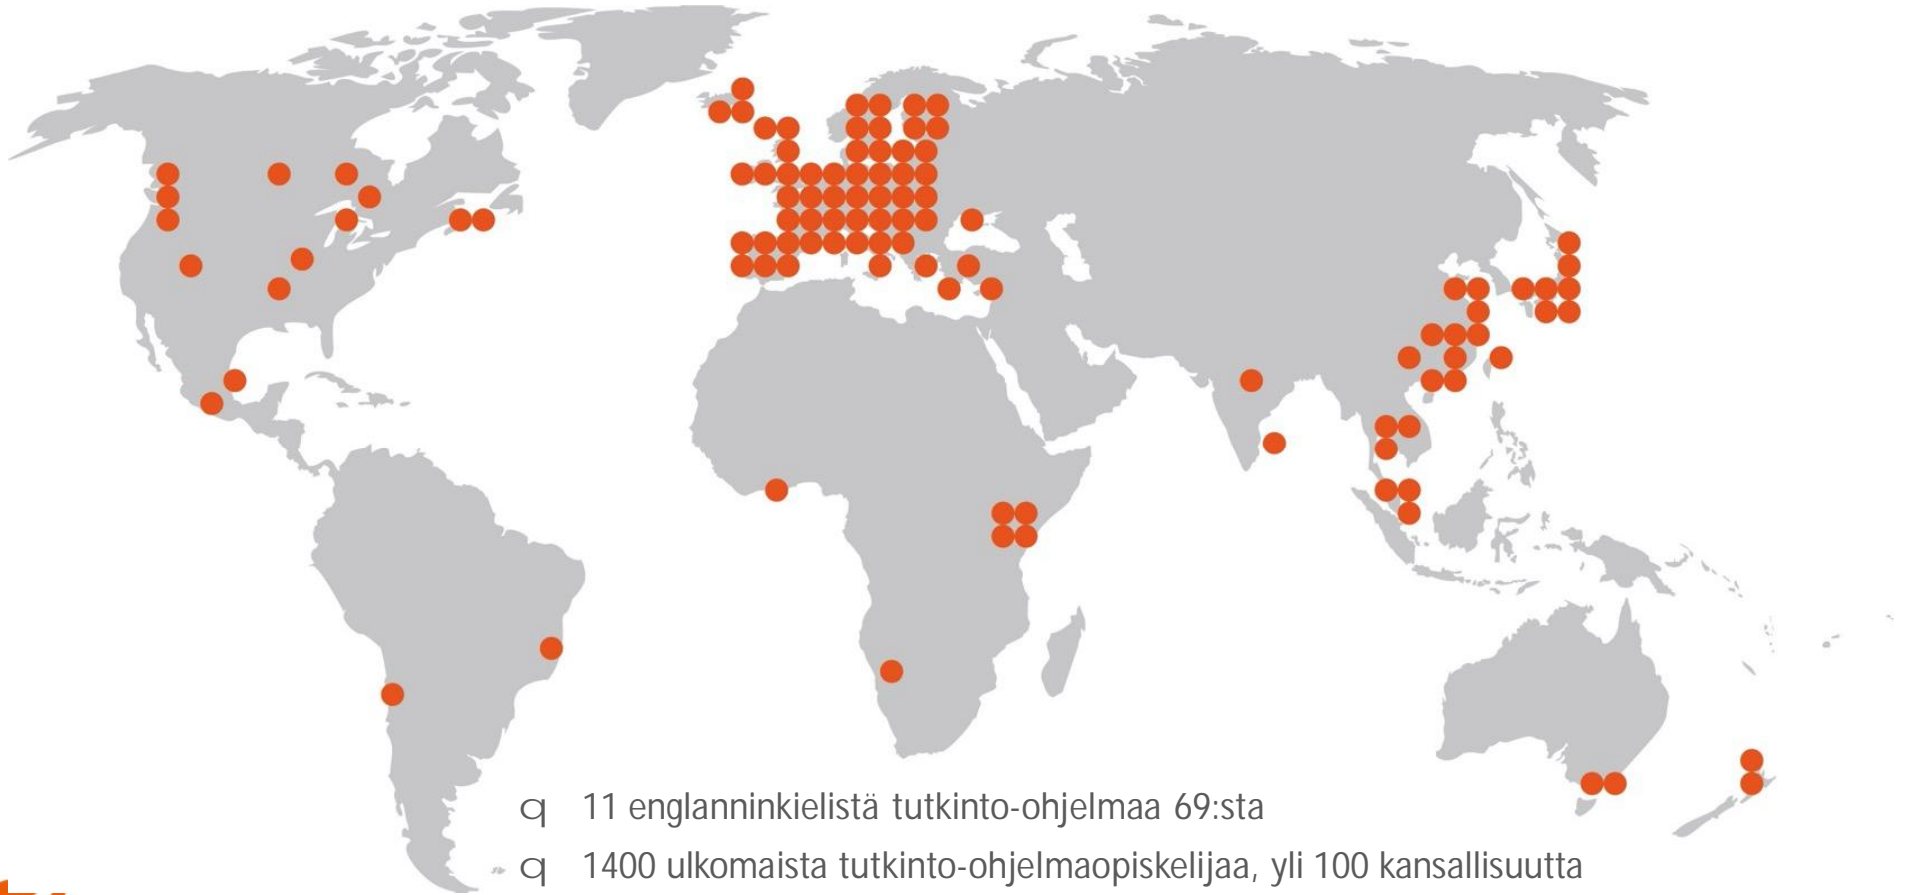 q 11 englanninkielistä tutkinto-ohjelmaa 69:sta
q 1400 ulkomaista tutkinto-ohjelmaopiskelijaa, yli 100 kansallisuutta